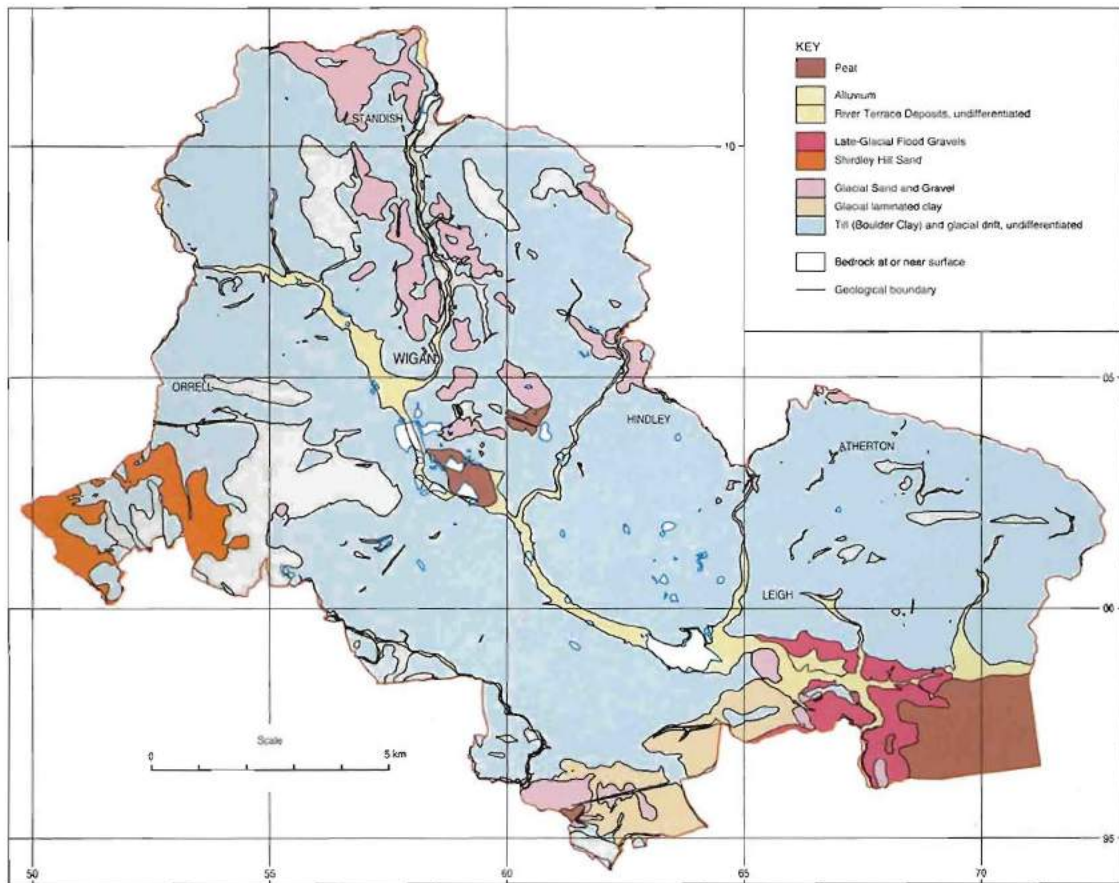 KEY
Peat
Alluvium
River Terrace Deposits, undifferentiated
Late-Glacial Flood Gravels
Shirdley Hill Sand
Glacial Sand and Gravel
Glacial laminated clay
Till (Boulder Clay) and glacial drift, undifferentiated
Bedrock at or near surface
Geological boundary
STANDISH
10
WIGAN
05
ORRELL
HINDLEY
ATHERTON
LEIGH
00
Scale
0 5 km
95
50 55 60 65 70